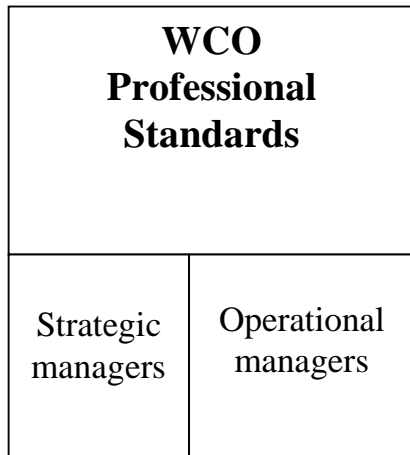 WCO
Professional
Standards
Strategic
managers
Operational
managers